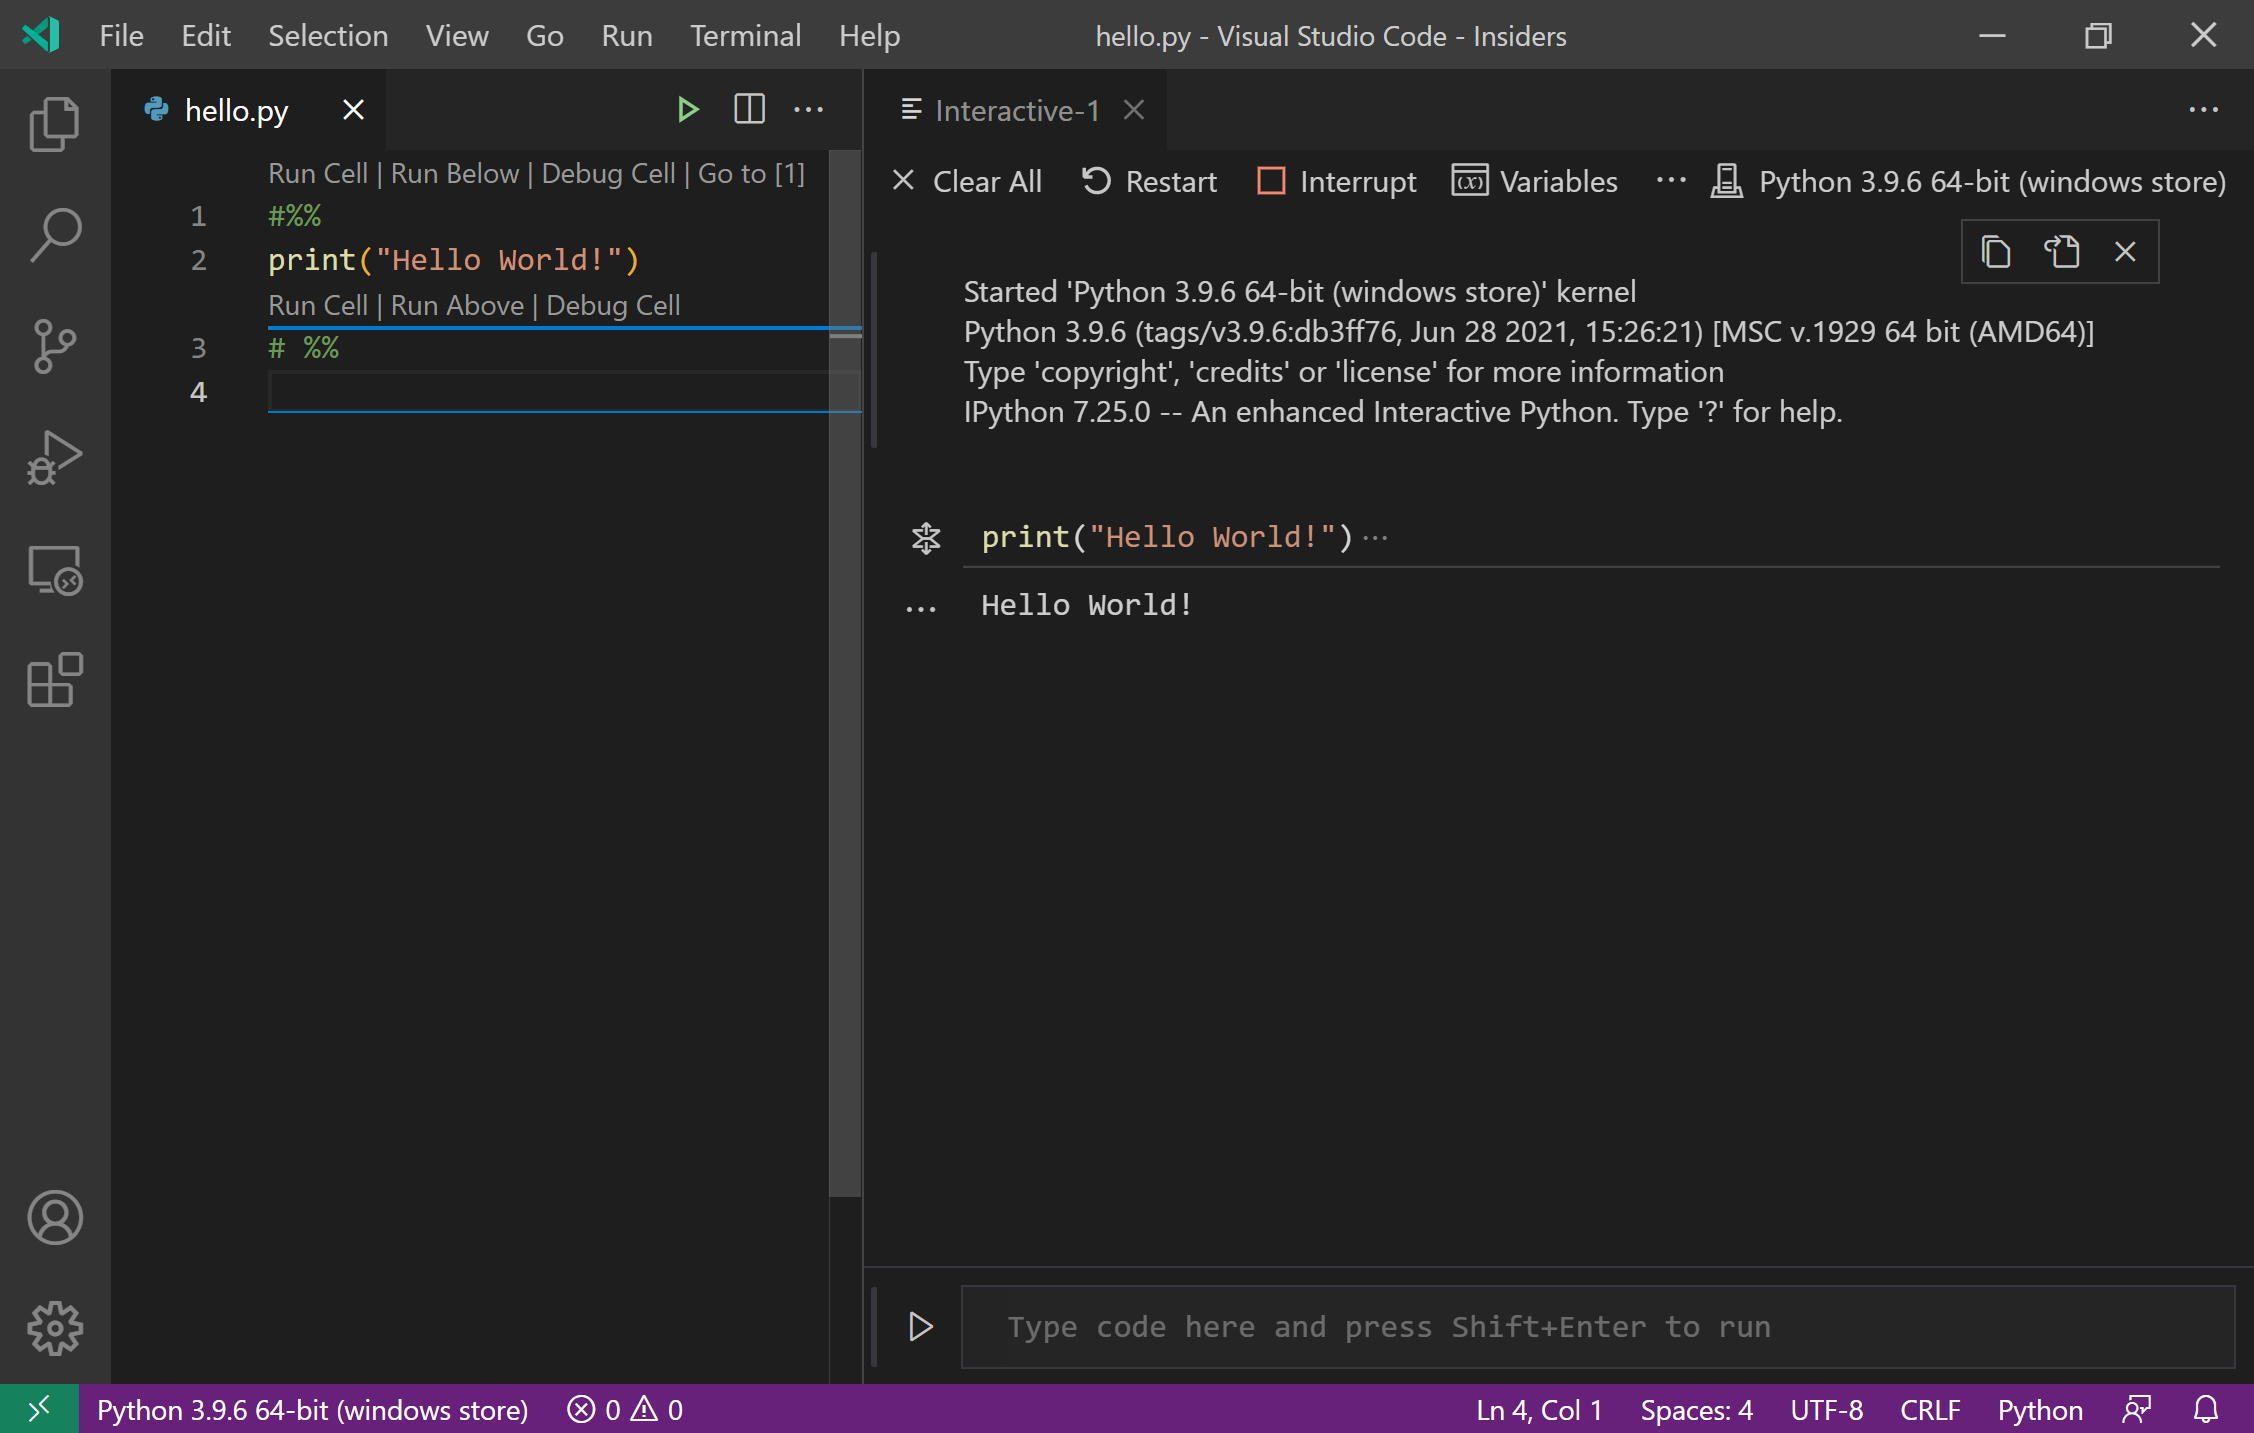 File Edit Selection View Go Run Terminal Help
hello.py - Visual Studio Code - Insiders
hello.py
Run Cell | Run Below | Debug Cell | Go to [1]
1 #%%
2 print("Hello World!")
Run Cell | Run Above | Debug Cell
3 # %%
4
Interactive-1
Clear All Restart Interrupt (x) Variables ... Python 3.9.6 64-bit (windows store)
Started 'Python 3.9.6 64-bit (windows store)' kernel
Python 3.9.6 (tags/v3.9.6:db3ff76, Jun 28 2021, 15:26:21) [MSC v.1929 64 bit (AMD64)]
Type 'copyright', 'credits' or 'license' for more information
IPython 7.25.0 -- An enhanced Interactive Python. Type '?' for help.
print("Hello World!")...
Hello World!
Type code here and press Shift+Enter to run
Python 3.9.6 64-bit (windows store) 0 0
Ln 4, Col 1 Spaces: 4 UTF-8 CRLF Python